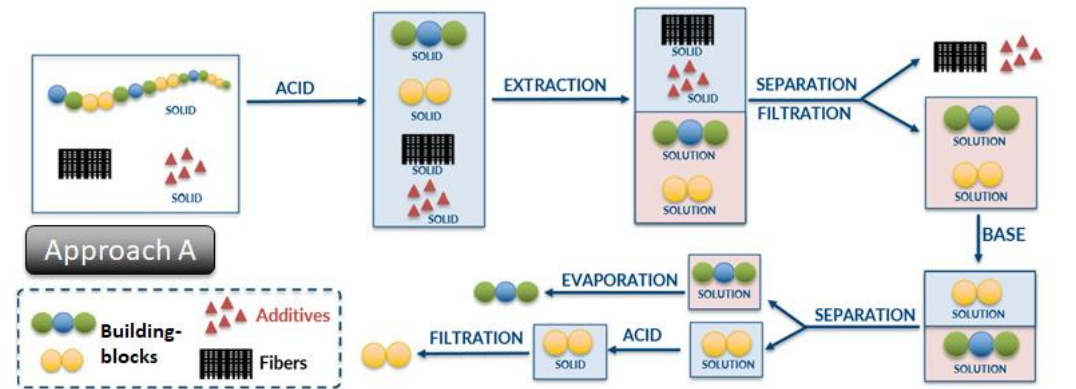 SOLID
SOLID
ACID
SOLID
SOLID
SOLID
SOLID
EXTRACTION
SOLID
SOLID
SOLUTION
SOLUTION
SEPARATION
FILTRATION
SOLUTION
SOLUTION
BASE
SOLUTION
SOLUTION
SEPARATION
SOLUTION
EVAPORATION
SOLUTION
ACID
SOLID
FILTRATION
Approach A
Building-
blocks
Additives
Fibers